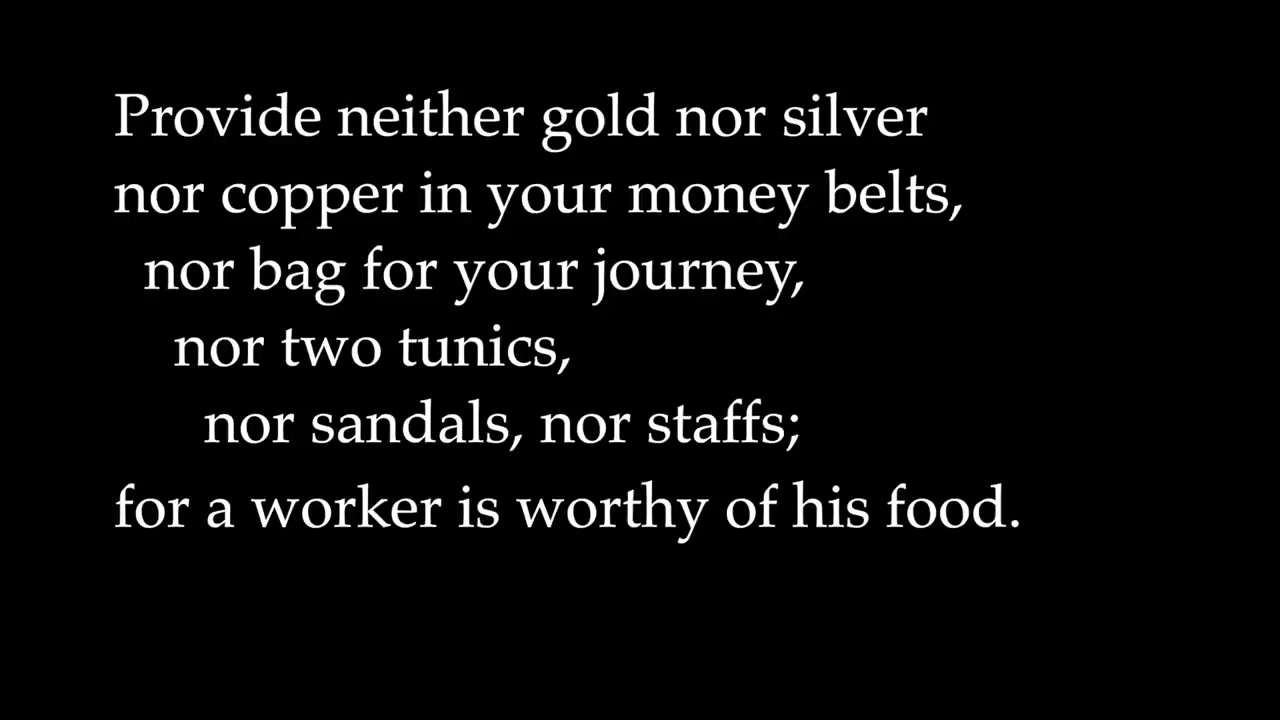 Provide neither gold nor silver
nor copper in your money belts,
nor bag for your journey,
nor two tunics,
nor sandals, nor staffs;
for a worker is worthy of his food.